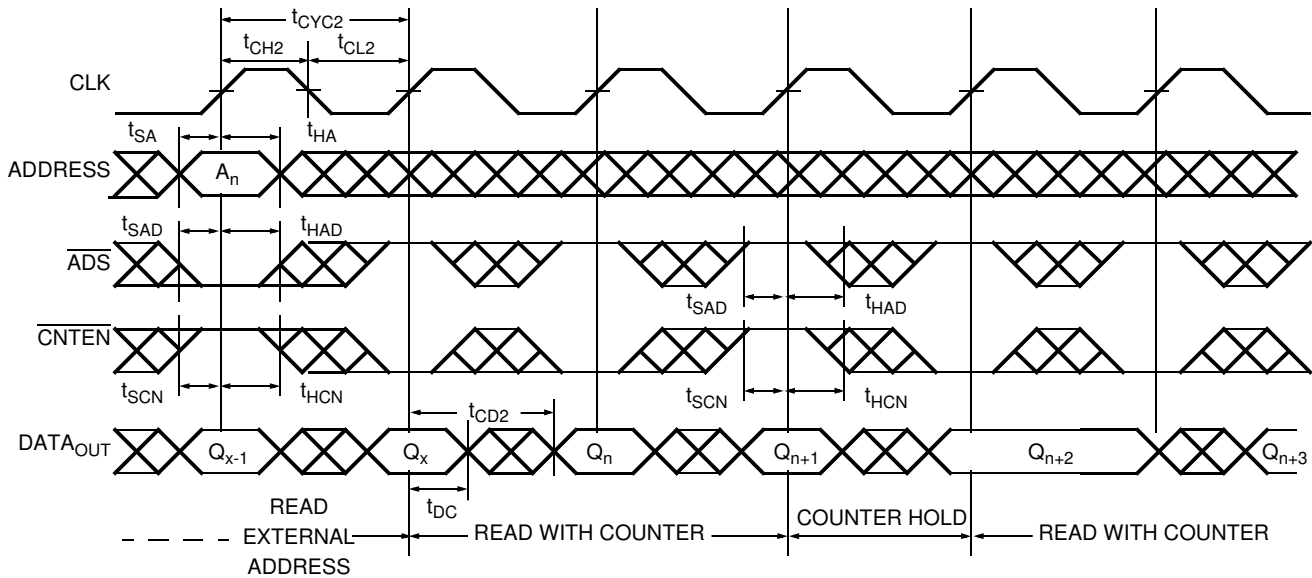 tCYC2
tCH2 tCL2
CLK
tSA tHA
ADDRESS An
tSAD tHAD
ADS
tSAD tHAD
CNTEN
tSCN tHCN tSCN tHCN
tCD2
DATAOUT Qx-1 Qx Qn Qn+1 Qn+2 Qn+3
tDC
READ
EXTERNAL
ADDRESS
READ WITH COUNTER
COUNTER HOLD
READ WITH COUNTER